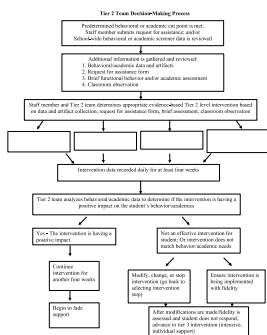 Tier 2 Team Decision-Making Process
Predetermined behavioral or academic cut point is met;
Staff member submits request for assistance; and/or
School-wide behavioral or academic screener data is reviewed
Additional information is gathered and reviewed:
1. Behavioral/academic data and artifacts
2. Request for assistance form
3. Brief functional behavior and/or academic assessment
4. Classroom observation
Staff member and Tier 2 team determines appropriate evidence-based Tier 2 level intervention based
on data and artifact collection, request for assistance form, brief assessment, classroom observation
Intervention data recorded daily for at least four weeks
Tier 2 team analyzes behavioral/academic data to determine if the intervention is having a
positive impact on the student's behavior/academics
Yes - The intervention is having a
positive impact
Not an effective intervention for
student; Or intervention does
not match behavior/academic needs
Continue
intervention for
another four weeks
Modify, change, or stop
intervention (go back to
selecting intervention
step)
Ensure intervention is
being implemented
with fidelity
Begin to fade
support
After modifications are made/fidelity is
assessed and student does not respond,
advance to tier 3 intervention (intensive,
individual support)